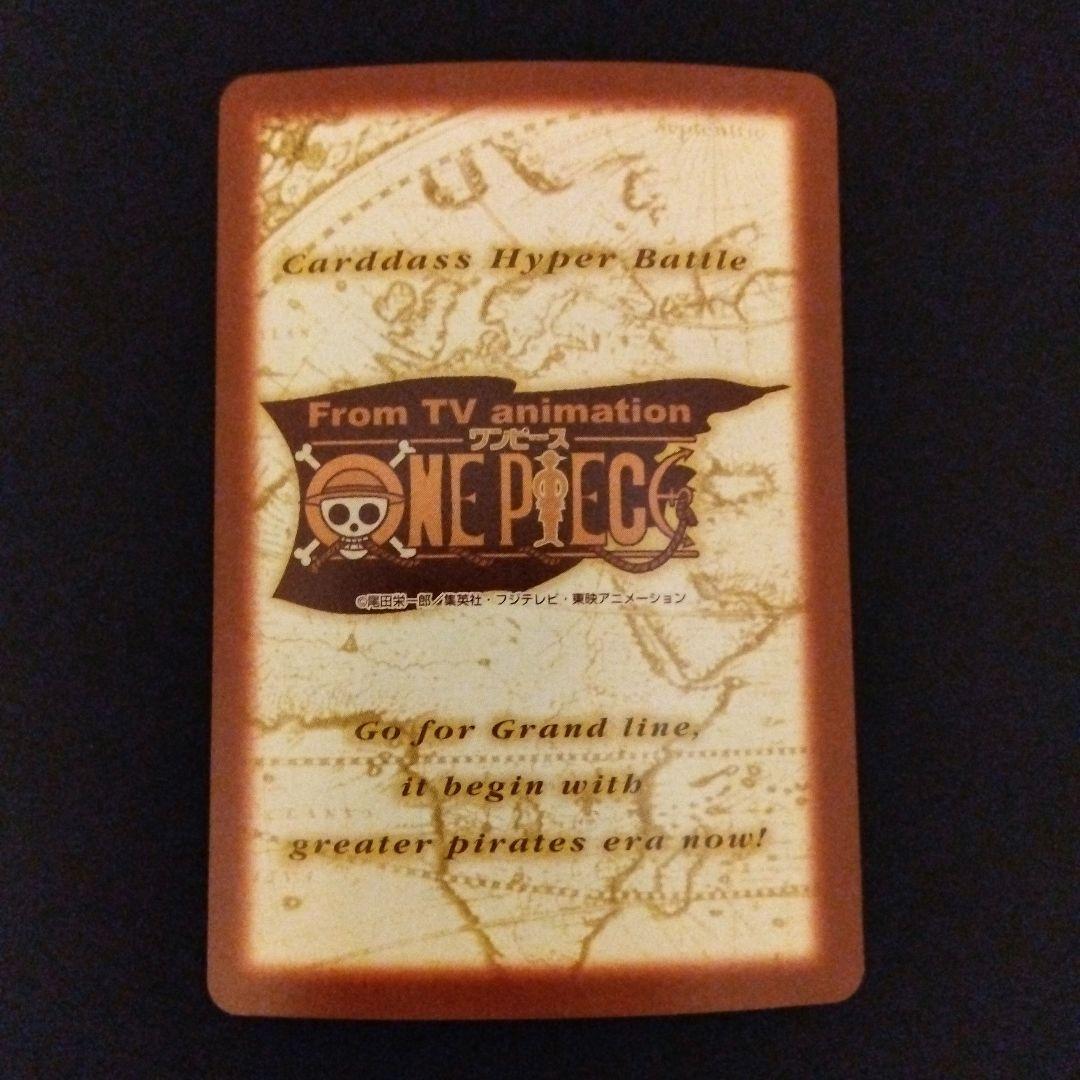 Carddass Hyper Battle
From TV animation
ワンピース
ONE PIECE
©尾田栄一郎／集英社・フジテレビ・東映アニメーション
Go for Grand line,
it begin with
greater pirates era now!